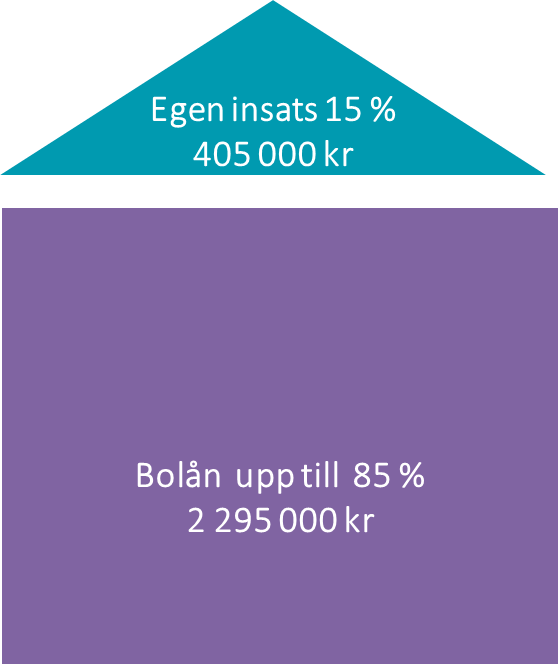 Egen insats 15 %
405 000 kr
Bolån upp till 85 %
2 295 000 kr